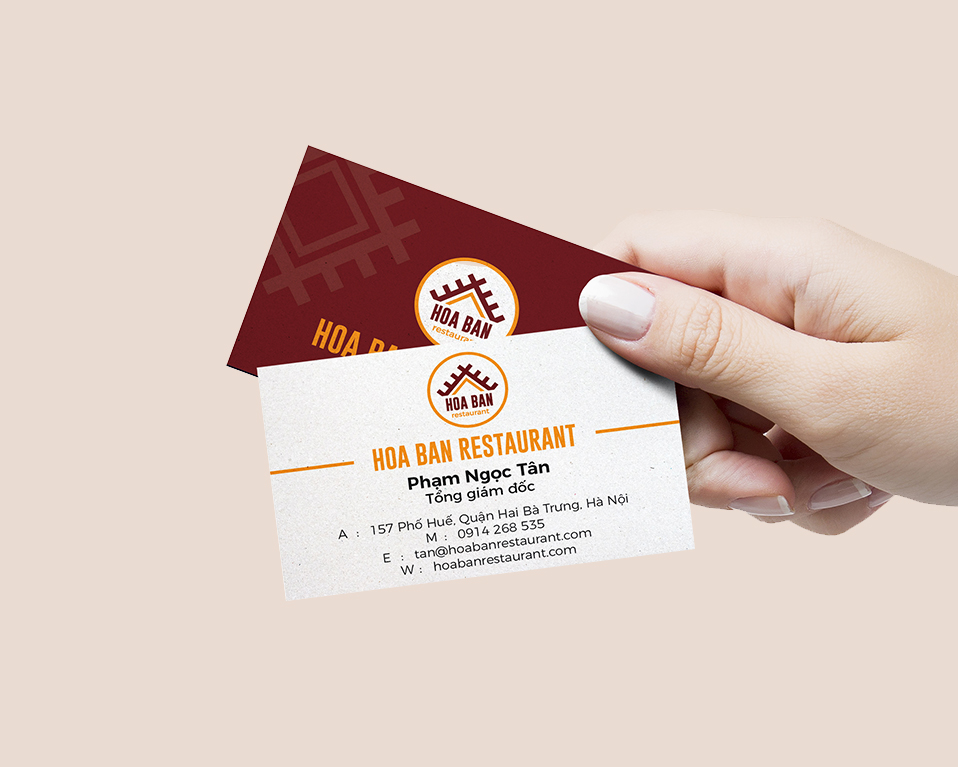 HOA BAN
restaurant
HOA
HOA BAN
restaurant
HOA BAN RESTAURANT
Phạm Ngọc Tân
Tổng giám đốc
A : 157 Phố Huế, Quận Hai Bà Trưng, Hà Nội
M : 0914 268 535
E : tan@hoabanrestaurant.com
W : hoabanrestaurant.com